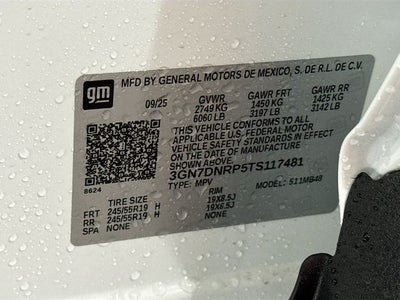 gm
MFD BY GENERAL MOTORS DE MEXICO, S. DE R.L. DE C.V.
09/25 GVWR GAWR FRT GAWR RR
2749 KG 1450 KG 1425 KG
6060 LB 3197 LB 3142 LB
THIS VEHICLE CONFORMS TO ALL
APPLICABLE U.S. FEDERAL MOTOR
VEHICLE SAFETY STANDARDS IN EFFECT
ON THE DATE OF MANUFACTURE
SHOWN ABOVE.
3GN7DNRP5TS117481
TYPE: MPV MODEL: 511MB48
8624
TIRE SIZE RIM
FRT 245/55R19 H 19X8.5J
RR 245/55R19 H 19X8.5J
SPA NONE NONE